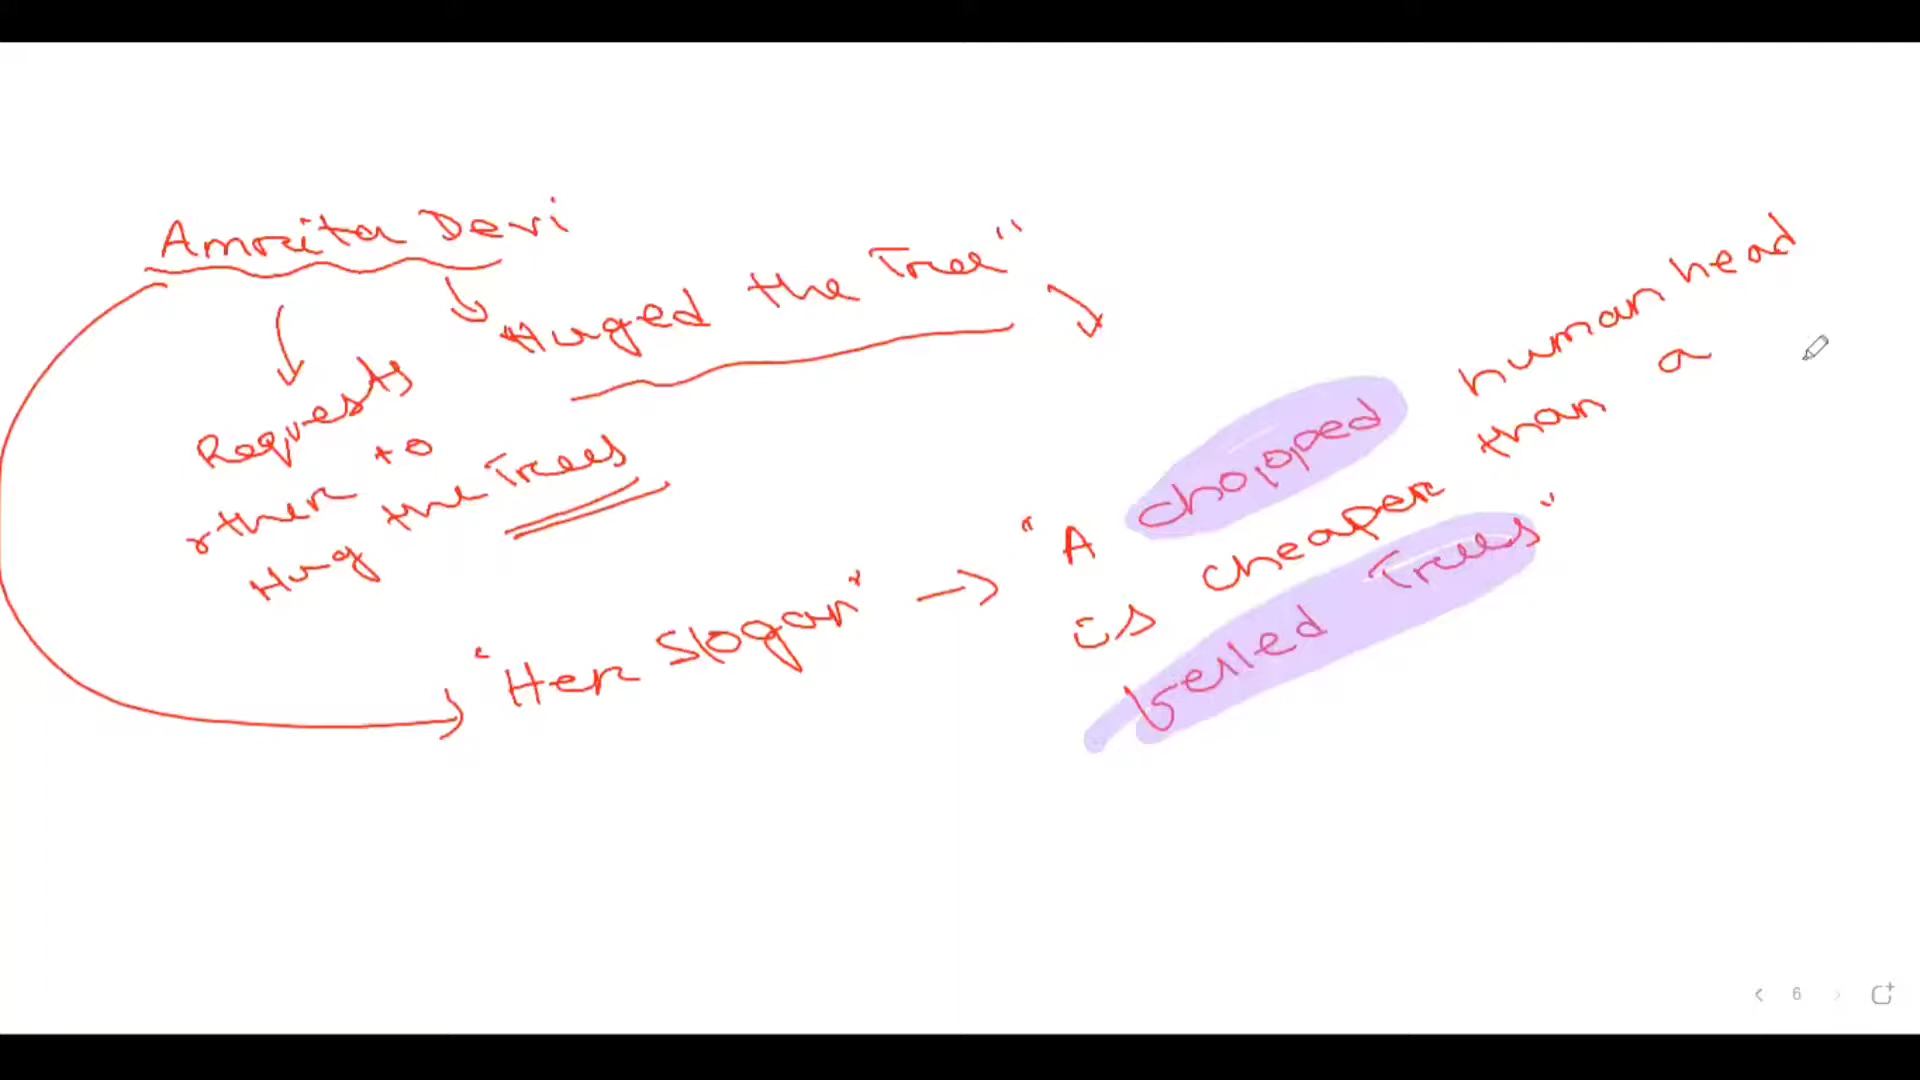 Amrita Devi
Huged the Tree"
Requests
rther to
Hug the Trees
"Her Slogan" → "A chopped human head
is cheaper than a
felled Trees"
6